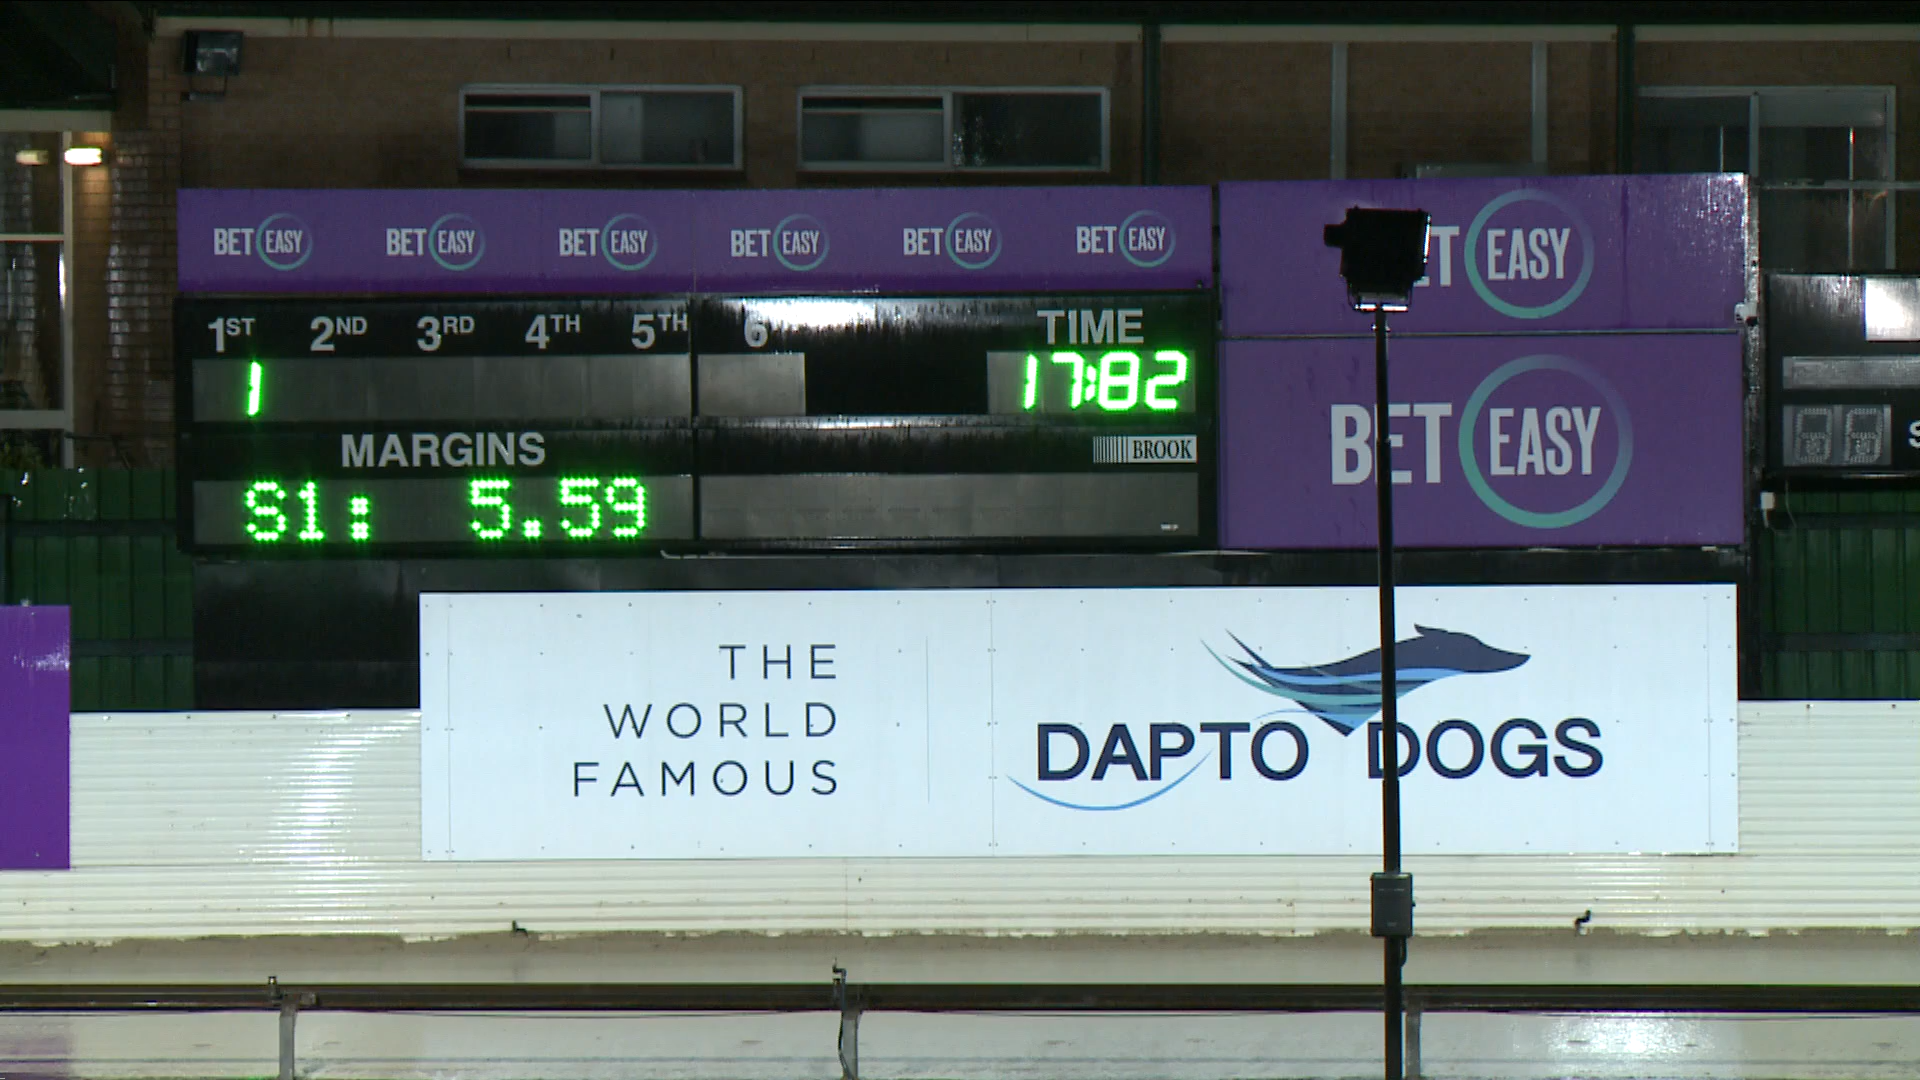 BET EASY BET EASY BET EASY BET EASY BET EASY BET EASY
EASY
1ST 2ND 3RD 4TH 5TH 6 TIME
1 17:82
MARGINS BROOK
S1: 5.59
BET EASY
THE
WORLD
FAMOUS
DAPTO DOGS